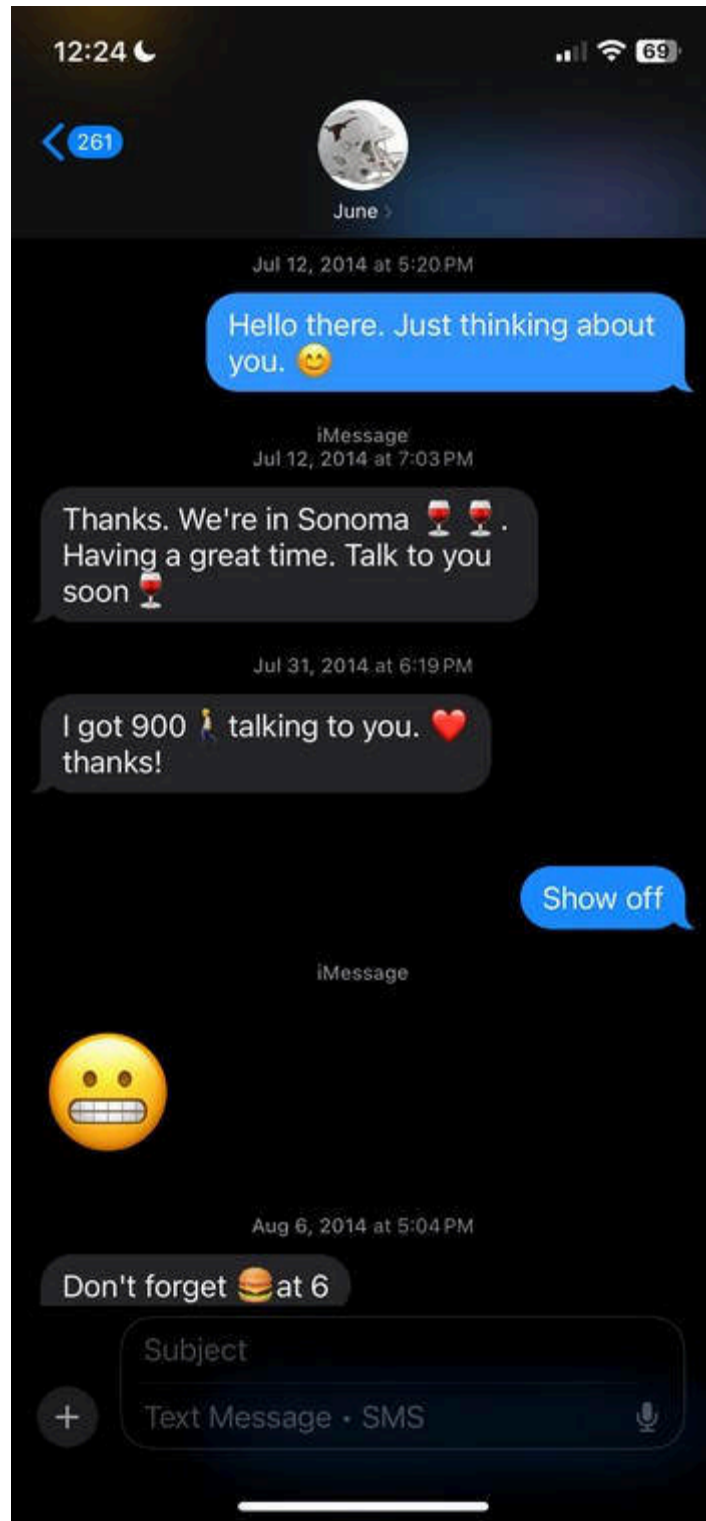 12:24
69
261
June
Jul 12, 2014 at 5:20 PM
Hello there. Just thinking about
you. 😊
iMessage
Jul 12, 2014 at 7:03 PM
Thanks. We're in Sonoma 🍷 🍷.
Having a great time. Talk to you
soon 🍷
Jul 31, 2014 at 6:19 PM
I got 900 🚶 talking to you. ❤️
thanks!
Show off
iMessage
😬
Aug 6, 2014 at 5:04 PM
Don't forget 🍔at 6
Subject
Text Message • SMS